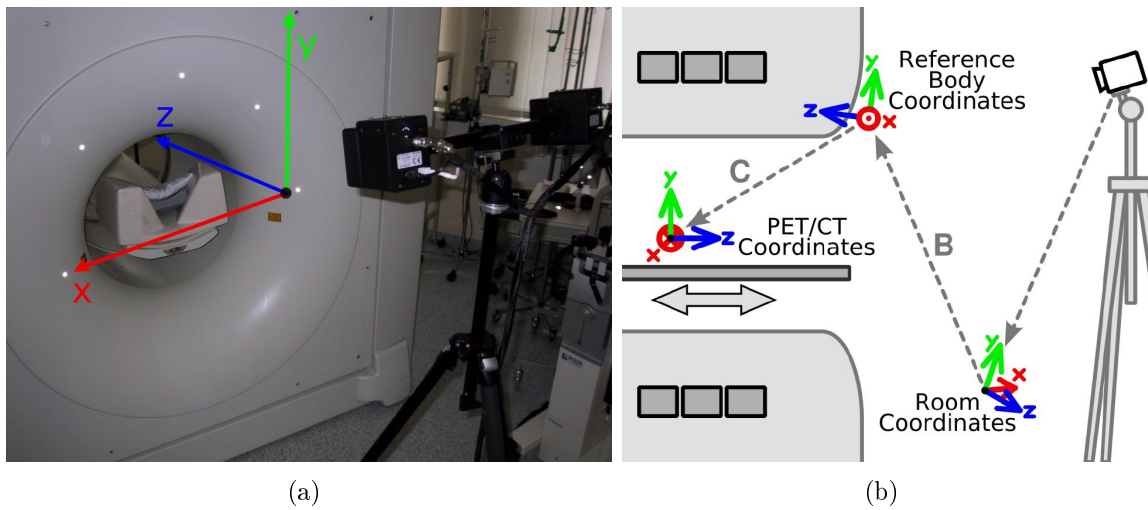 y
z
x
(a)
y
Reference
Body
Coordinates
z
x
C
y
PET/CT
Coordinates
z
x
B
y
x
z
Room
Coordinates
(b)